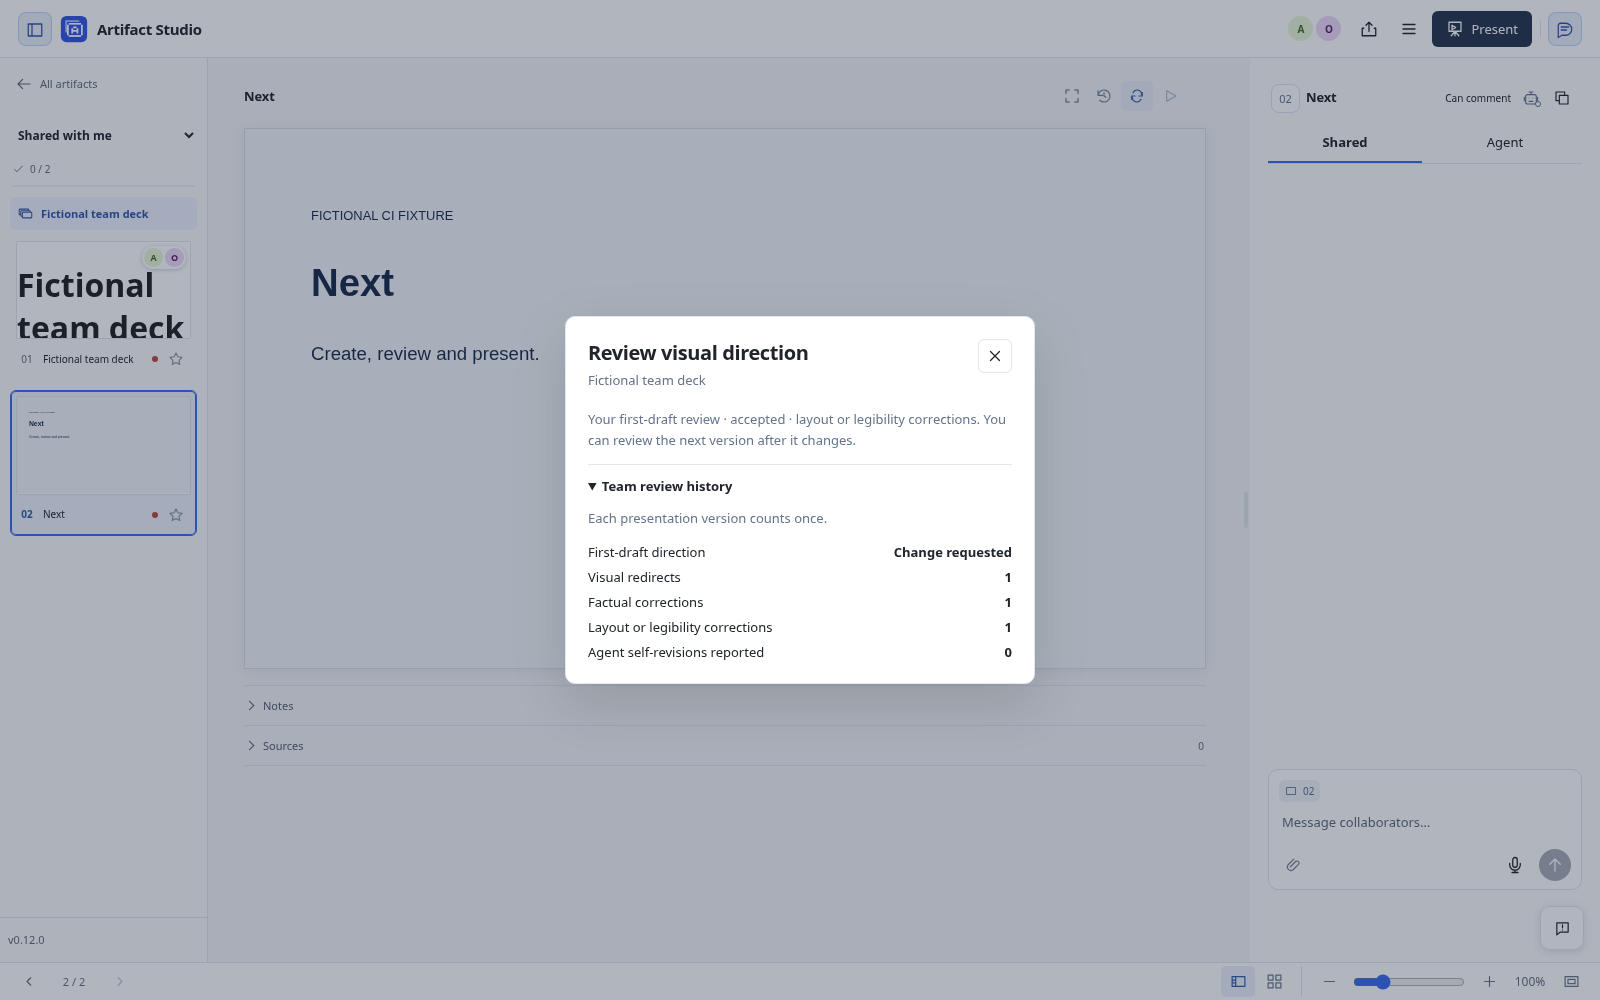 Artifact Studio
A
O
Present
All artifacts
Shared with me
0 / 2
Fictional team deck
A
O
Fictional
team deck
01 Fictional team deck
Next
02 Next
v0.12.0
2 / 2
Next
FICTIONAL CI FIXTURE
Next
Create, review and present.
Review visual direction
Fictional team deck
Your first-draft review · accepted · layout or legibility corrections. You
can review the next version after it changes.
Team review history
Each presentation version counts once.
First-draft direction Change requested
Visual redirects 1
Factual corrections 1
Layout or legibility corrections 1
Agent self-revisions reported 0
Notes
Sources 0
02 Next Can comment
Shared Agent
02
Message collaborators...
100%